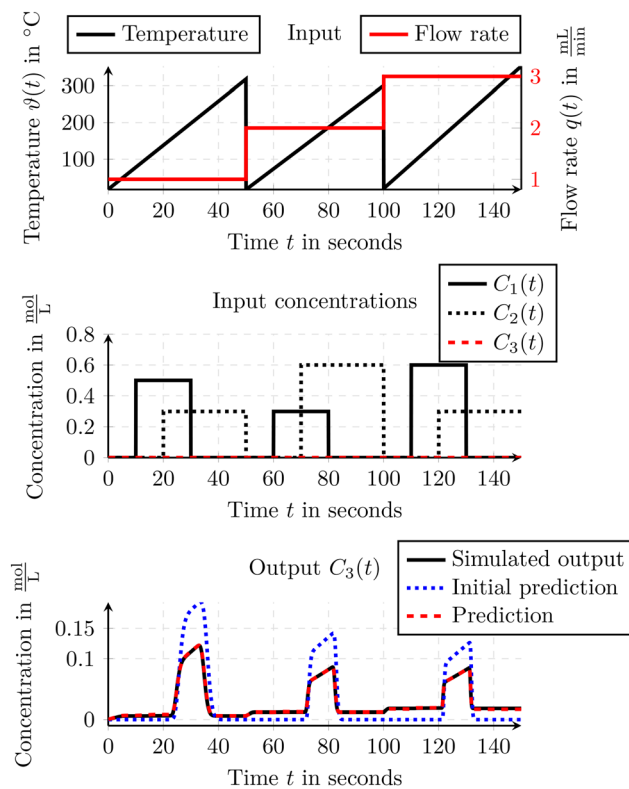 Temperature Input Flow rate
Temperature ϑ(t) in °C
300
200
100
Flow rate q(t) in mL/min
3
2
1
0 20 40 60 80 100 120 140
Time t in seconds
Input concentrations
C₁(t)
C₂(t)
C₃(t)
Concentration in mol/L
0.8
0.6
0.4
0.2
0
0 20 40 60 80 100 120 140
Time t in seconds
Output C₃(t)
Simulated output
Initial prediction
Prediction
Concentration in mol/L
0.15
0.1
0
0 20 40 60 80 100 120 140
Time t in seconds